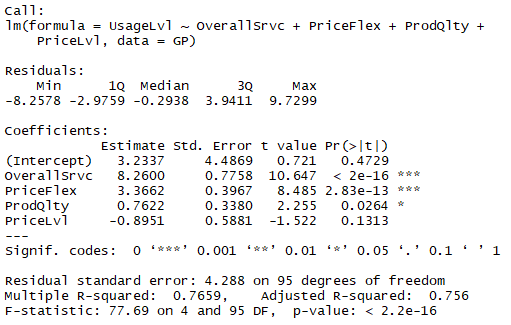 Call:
lm(formula = UsageLvl ~ OverallSrvc + PriceFlex + ProdQlty +
    PriceLvl, data = GP)

Residuals:
    Min      1Q  Median      3Q     Max
-8.2578 -2.9759 -0.2938  3.9411  9.7299

Coefficients:
            Estimate Std. Error t value Pr(>|t|)
(Intercept)   3.2337     4.4869   0.721   0.4729
OverallSrvc   8.2600     0.7758  10.647  < 2e-16 ***
PriceFlex     3.3662     0.3967   8.485 2.83e-13 ***
ProdQlty      0.7622     0.3380   2.255   0.0264 *
PriceLvl     -0.8951     0.5881  -1.522   0.1313
---
Signif. codes:  0 ‘***’ 0.001 ‘**’ 0.01 ‘*’ 0.05 ‘.’ 0.1 ‘ ’ 1

Residual standard error: 4.288 on 95 degrees of freedom
Multiple R-squared:  0.7659,    Adjusted R-squared:  0.756
F-statistic: 77.69 on 4 and 95 DF,  p-value: < 2.2e-16